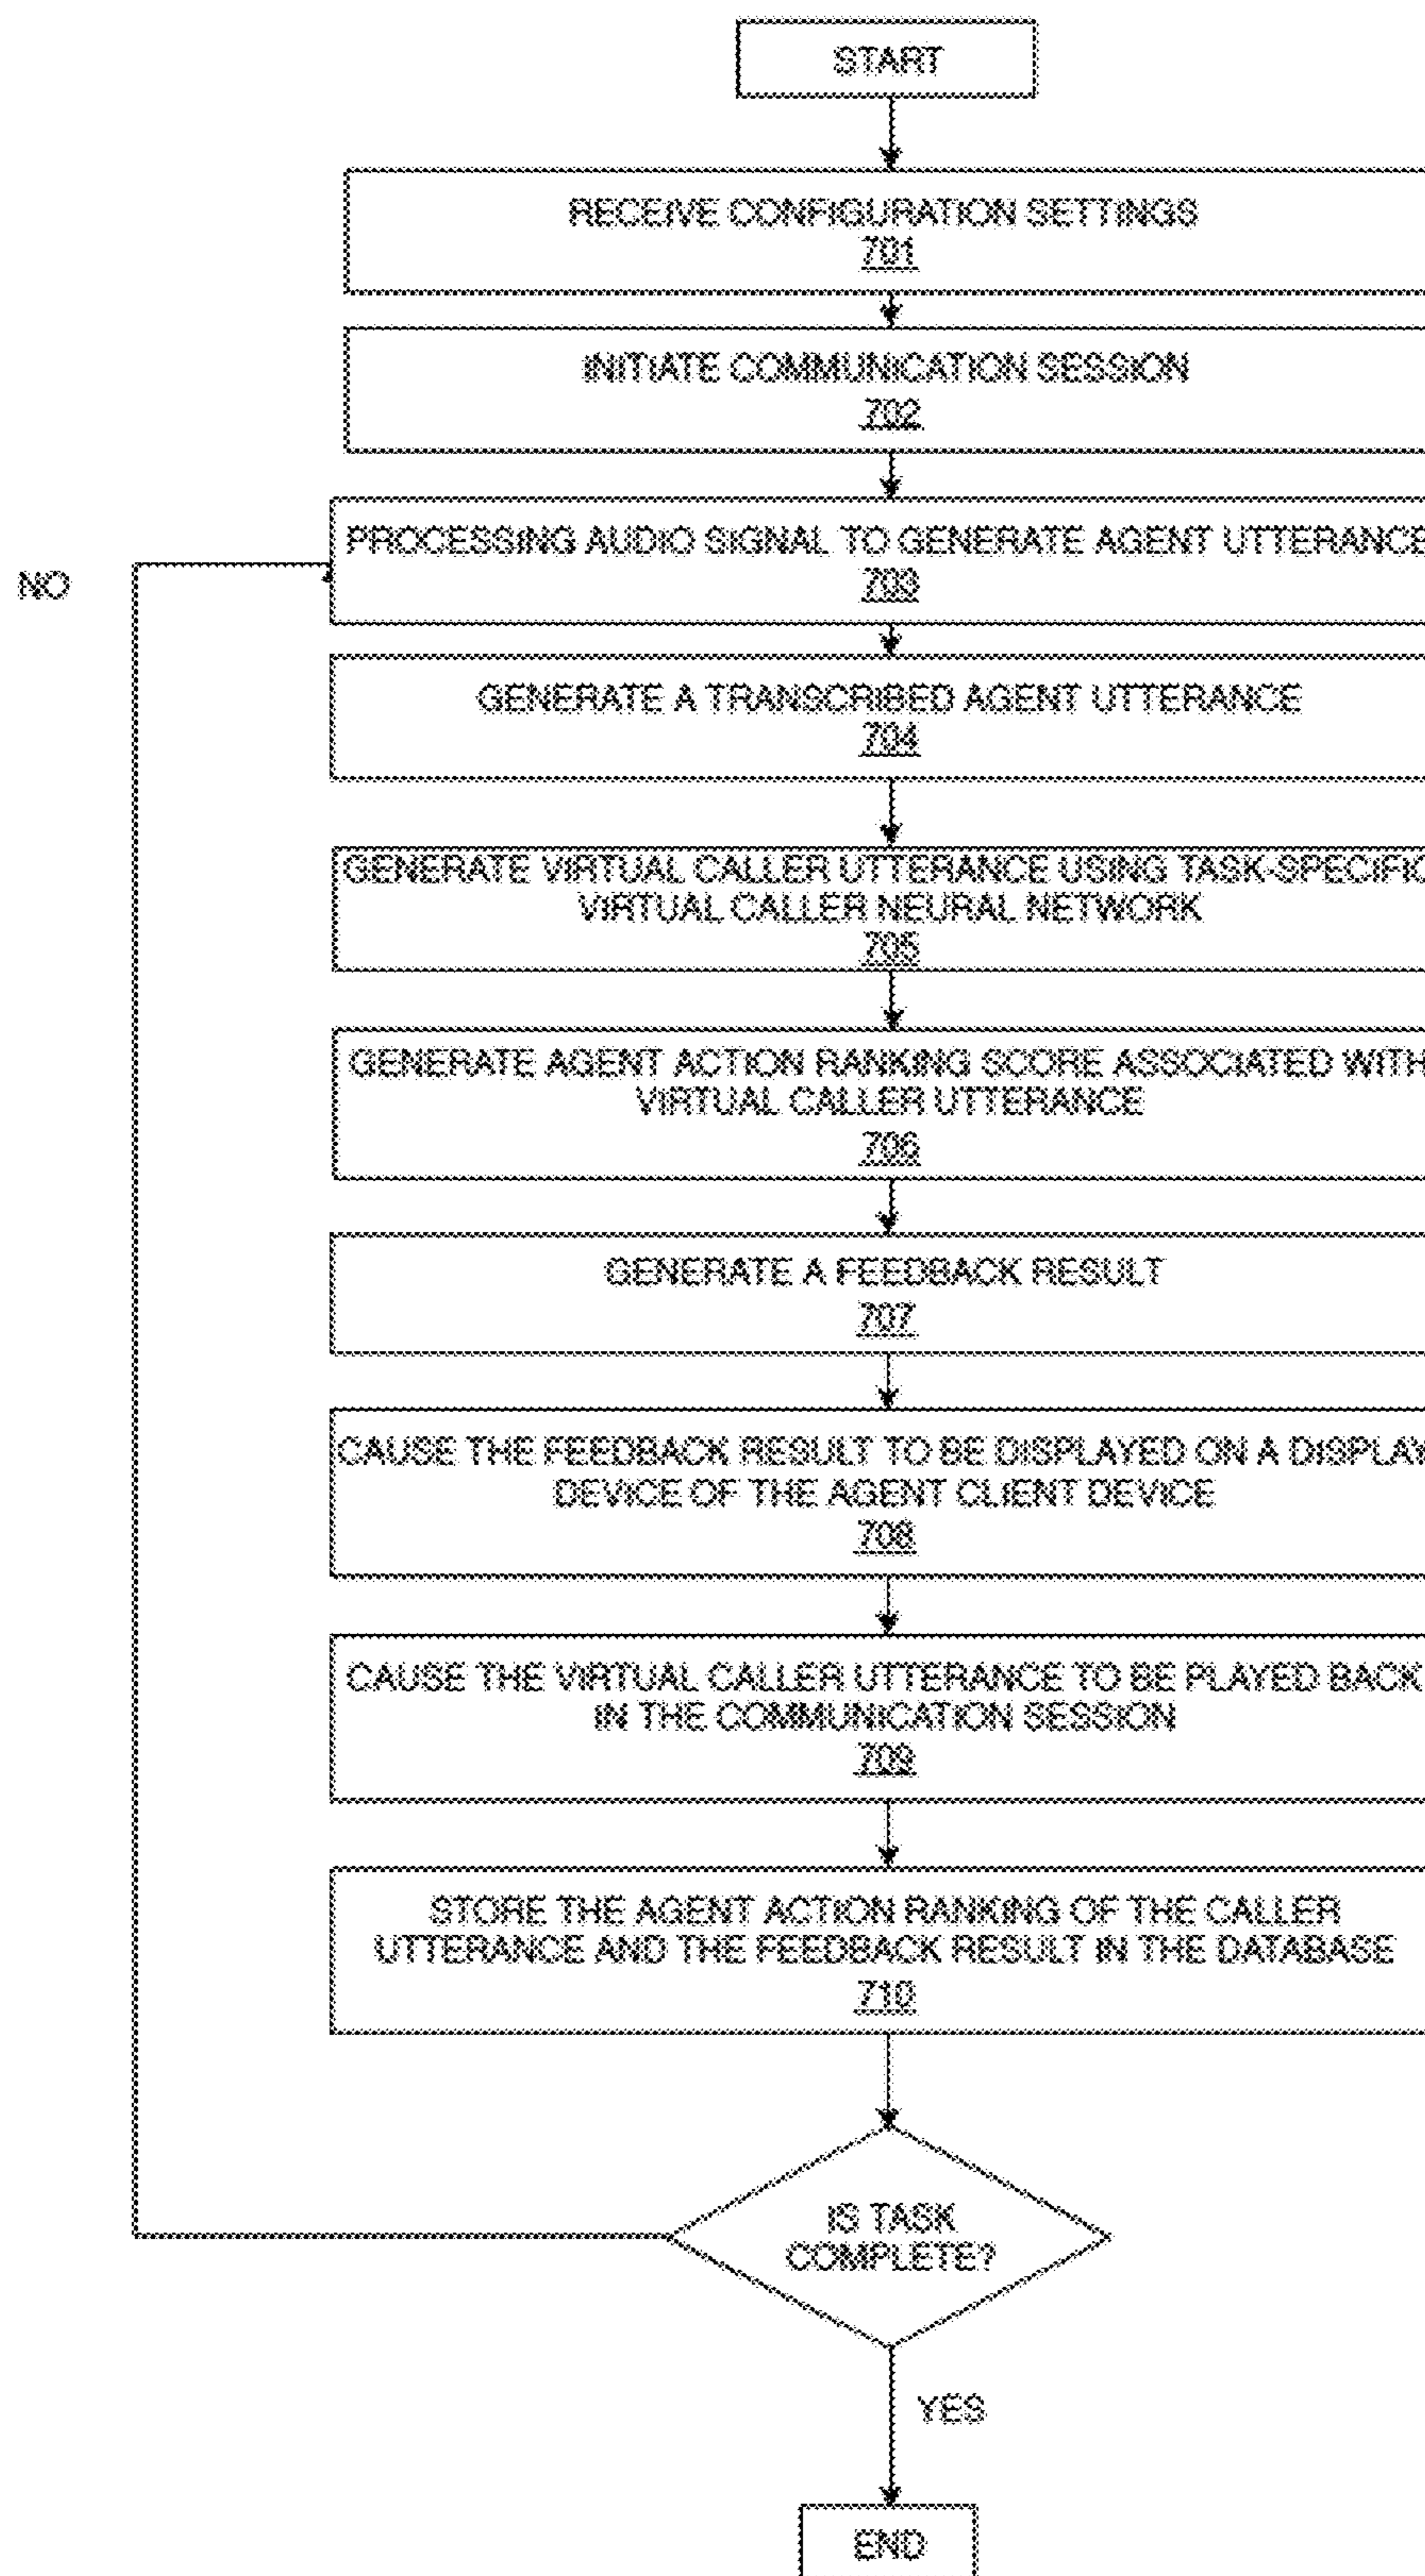 START
RECEIVE CONFIGURATION SETTINGS
701
INITIATE COMMUNICATION SESSION
702
PROCESSING AUDIO SIGNAL TO GENERATE AGENT UTTERANCE
703
NO
GENERATE A TRANSCRIBED AGENT UTTERANCE
704
GENERATE VIRTUAL CALLER UTTERANCE USING TASK-SPECIFIC
VIRTUAL CALLER NEURAL NETWORK
705
GENERATE AGENT ACTION RANKING SCORE ASSOCIATED WITH
VIRTUAL CALLER UTTERANCE
706
GENERATE A FEEDBACK RESULT
707
CAUSE THE FEEDBACK RESULT TO BE DISPLAYED ON A DISPLAY
DEVICE OF THE AGENT CLIENT DEVICE
708
CAUSE THE VIRTUAL CALLER UTTERANCE TO BE PLAYED BACK
IN THE COMMUNICATION SESSION
709
STORE THE AGENT ACTION RANKING OF THE CALLER
UTTERANCE AND THE FEEDBACK RESULT IN THE DATABASE
710
IS TASK
COMPLETE?
YES
END